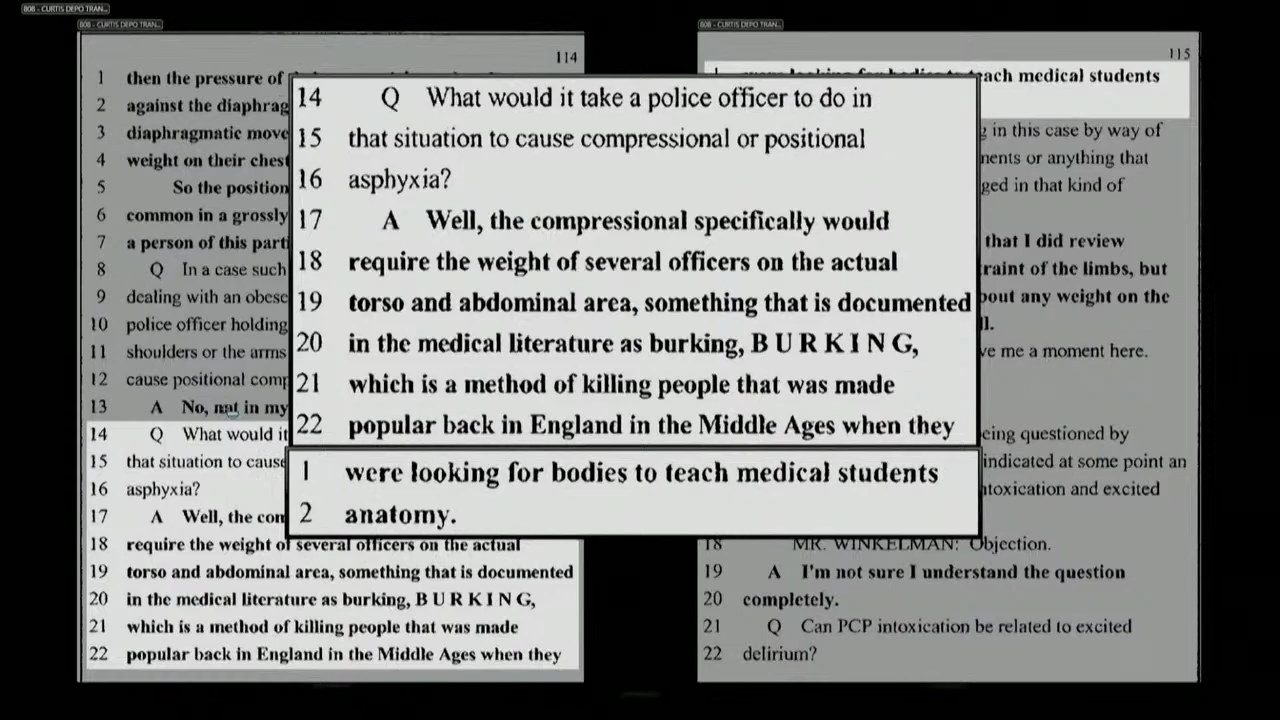 BOB - CURTIS DEPO TRAN...
BOB - CURTIS DEPO TRAN...
114
1 then the pressure of
2 against the diaphrag
3 diaphragmatic move
4 weight on their chest
5 So the position
6 common in a grossly
7 a person of this parti
8 Q In a case such
9 dealing with an obese
10 police officer holding
11 shoulders or the arms
12 cause positional comp
13 A No, not in my
14 Q What would it
15 that situation to cause
16 asphyxia?
17 A Well, the com
18 require the weight of several officers on the actual
19 torso and abdominal area, something that is documented
20 in the medical literature as burking, B U R K I N G,
21 which is a method of killing people that was made
22 popular back in England in the Middle Ages when they
14 Q What would it take a police officer to do in
15 that situation to cause compressional or positional
16 asphyxia?
17 A Well, the compressional specifically would
18 require the weight of several officers on the actual
19 torso and abdominal area, something that is documented
20 in the medical literature as burking, B U R K I N G,
21 which is a method of killing people that was made
22 popular back in England in the Middle Ages when they
1 were looking for bodies to teach medical students
2 anatomy.
BOB - CURTIS DEPO TRAN...
115
1 were looking for bodies to teach medical students
g in this case by way of
nents or anything that
ged in that kind of
that I did review
raint of the limbs, but
bout any weight on the
ll.
ve me a moment here.
eing questioned by
indicated at some point an
ntoxication and excited
18 MR. WINKELMAN: Objection.
19 A I'm not sure I understand the question
20 completely.
21 Q Can PCP intoxication be related to excited
22 delirium?